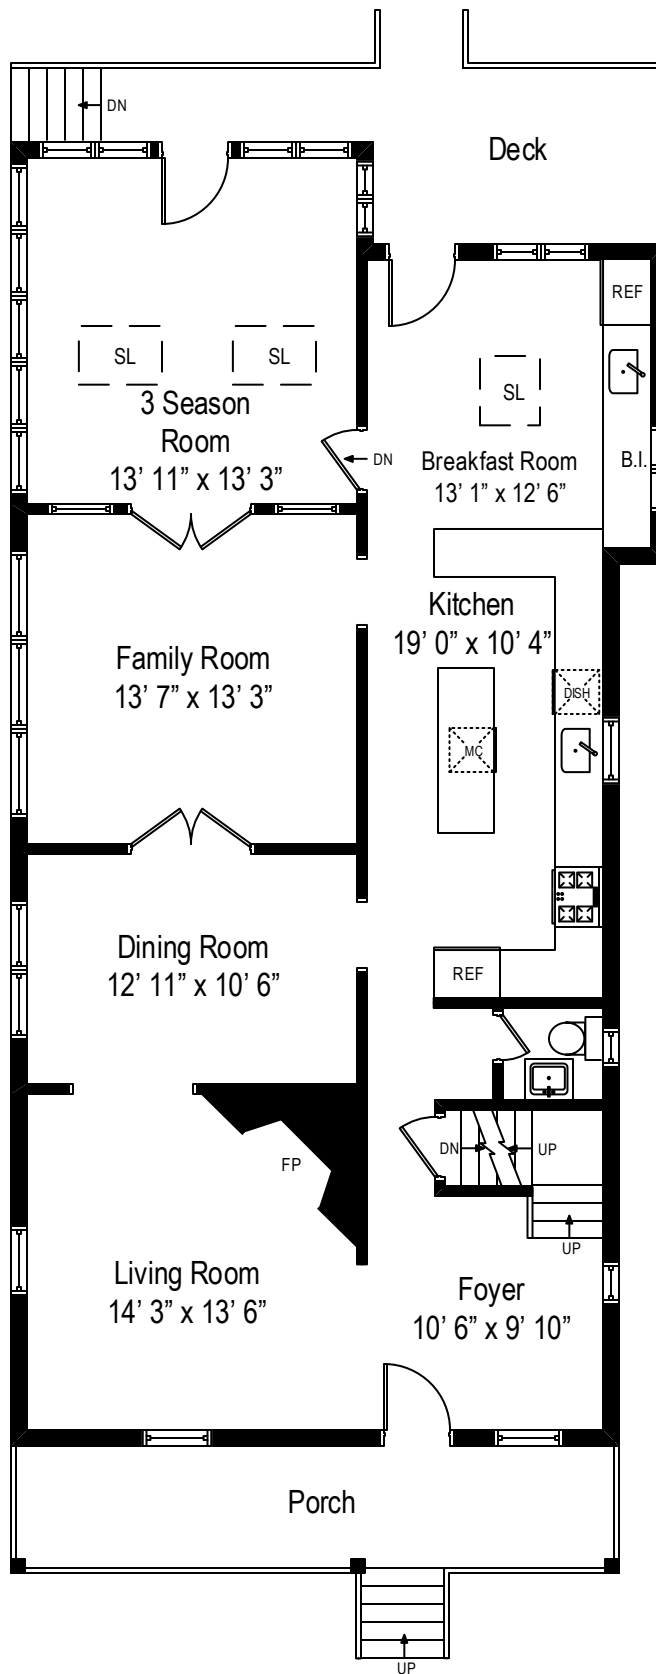 DN
Deck
REF
SL
SL
SL
3 Season
Room
13' 11" x 13' 3"
DN
Breakfast Room
13' 1" x 12' 6"
B.I.
Kitchen
19' 0" x 10' 4"
Family Room
13' 7" x 13' 3"
DISH
MC
Dining Room
12' 11" x 10' 6"
REF
DN
UP
FP
UP
Living Room
14' 3" x 13' 6"
Foyer
10' 6" x 9' 10"
Porch
UP